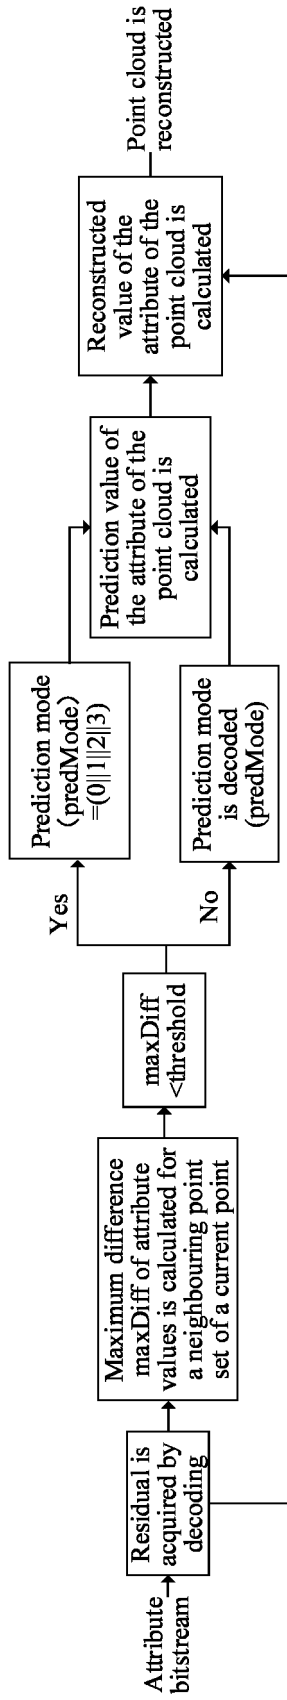 Attribute
bitstream
Residual is
acquired by
decoding
Maximum difference
maxDiff of attribute
values is calculated for
a neighbouring point
set of a current point
maxDiff
<threshold
Yes
No
Prediction mode
(predMode)
=(0||1||2||3)
Prediction mode
is decoded
(predMode)
Prediction value of
the attribute of the
point cloud is
calculated
Reconstructed
value of the
attribute of the
point cloud is
calculated
Point cloud is
reconstructed